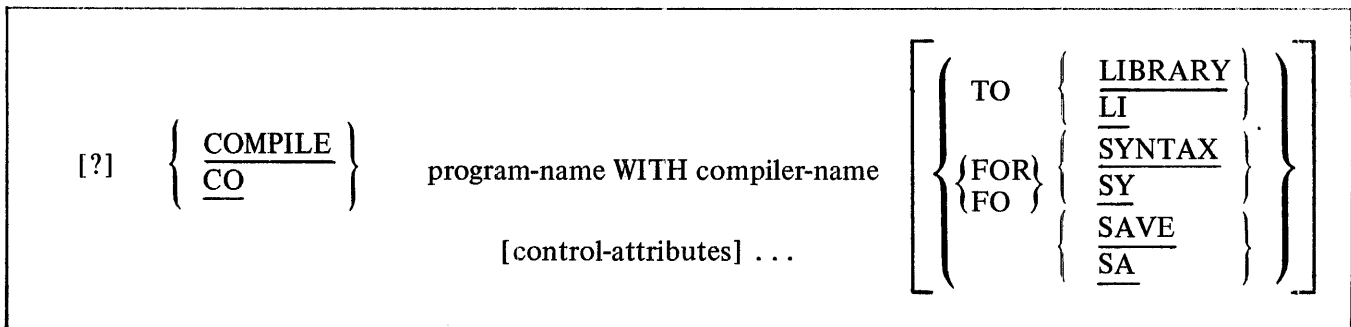 [?] { COMPILE
CO } program-name WITH compiler-name [ { TO { LIBRARY
LI }
{ FOR
FO } { SYNTAX
SY }
{ SAVE
SA } } ]
[control-attributes] . . .